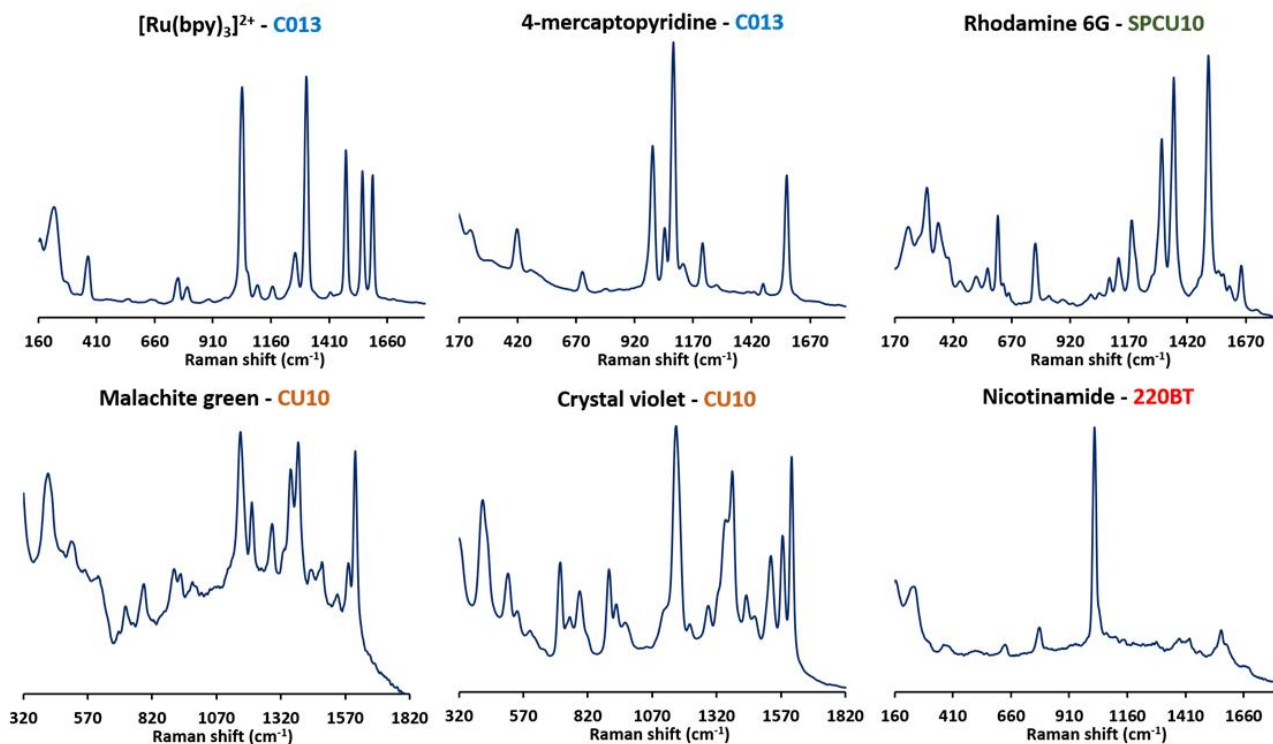 [Ru(bpy)₃]²⁺ - C013
4-mercaptopyridine - C013
Rhodamine 6G - SPCU10
160 410 660 910 1160 1410 1660
Raman shift (cm⁻¹)
170 420 670 920 1170 1420 1670
Raman shift (cm⁻¹)
170 420 670 920 1170 1420 1670
Raman shift (cm⁻¹)
Malachite green - CU10
Crystal violet - CU10
Nicotinamide - 220BT
320 570 820 1070 1320 1570 1820
Raman shift (cm⁻¹)
320 570 820 1070 1320 1570 1820
Raman shift (cm⁻¹)
160 410 660 910 1160 1410 1660
Raman shift (cm⁻¹)